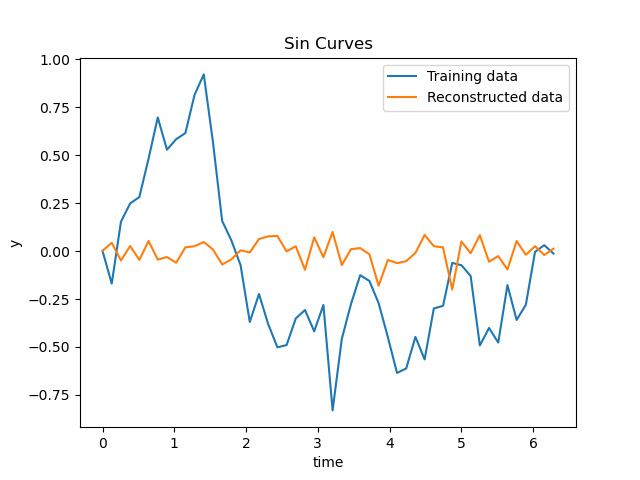 Sin Curves
Training data
Reconstructed data
1.00
0.75
0.50
0.25
0.00
−0.25
−0.50
−0.75
y
0 1 2 3 4 5 6
time